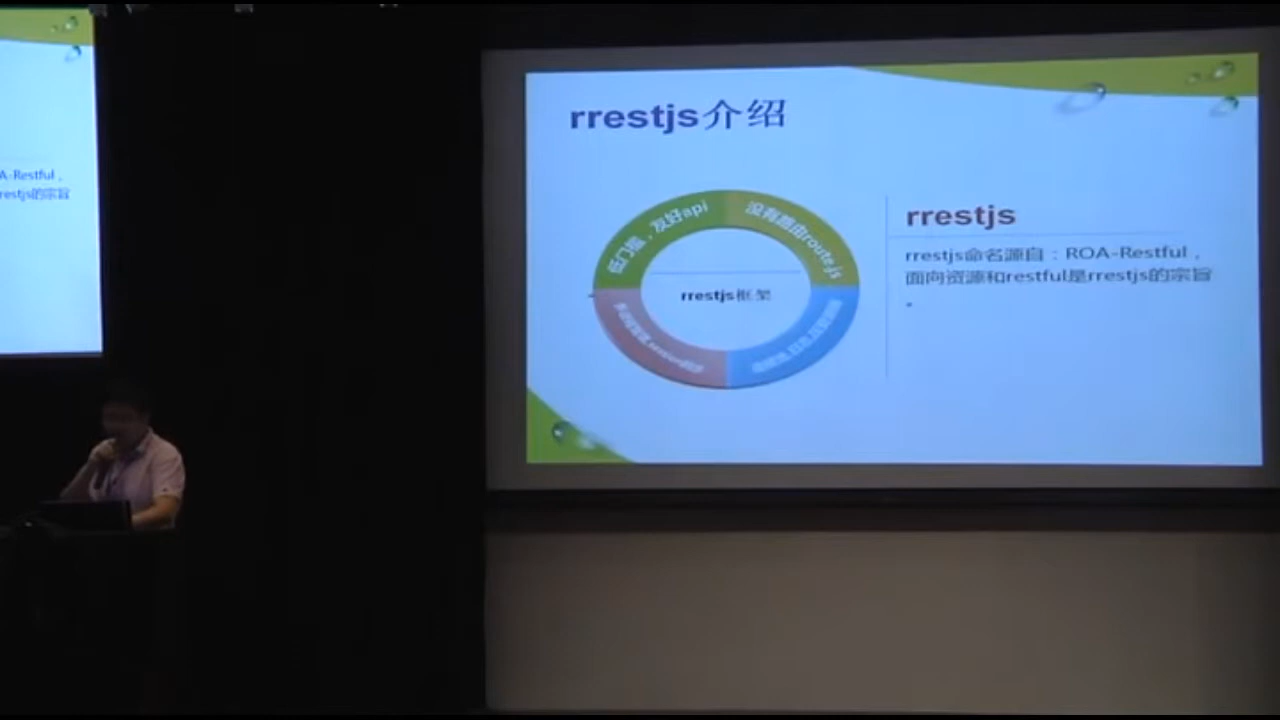 rrestjs介绍
低门槛，友好api
没有路由route.js
rrestjs框架
rrestjs
rrestjs命名源自：ROA-Restful，
面向资源和restful是rrestjs的宗旨
。
A-Restful，
restjs的宗旨